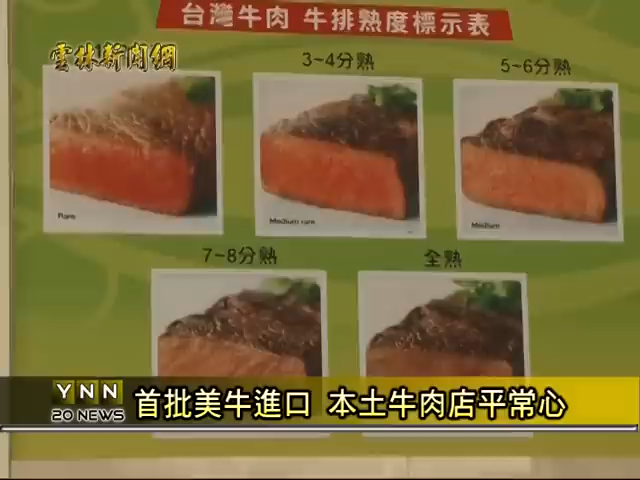 台灣牛肉 牛排熟度標示表
雲林新聞網
3~4分熟
5~6分熟
Rare
Medium rare
Medium
7~8分熟
全熟
YNN
20 NEWS
首批美牛進口 本土牛肉店平常心